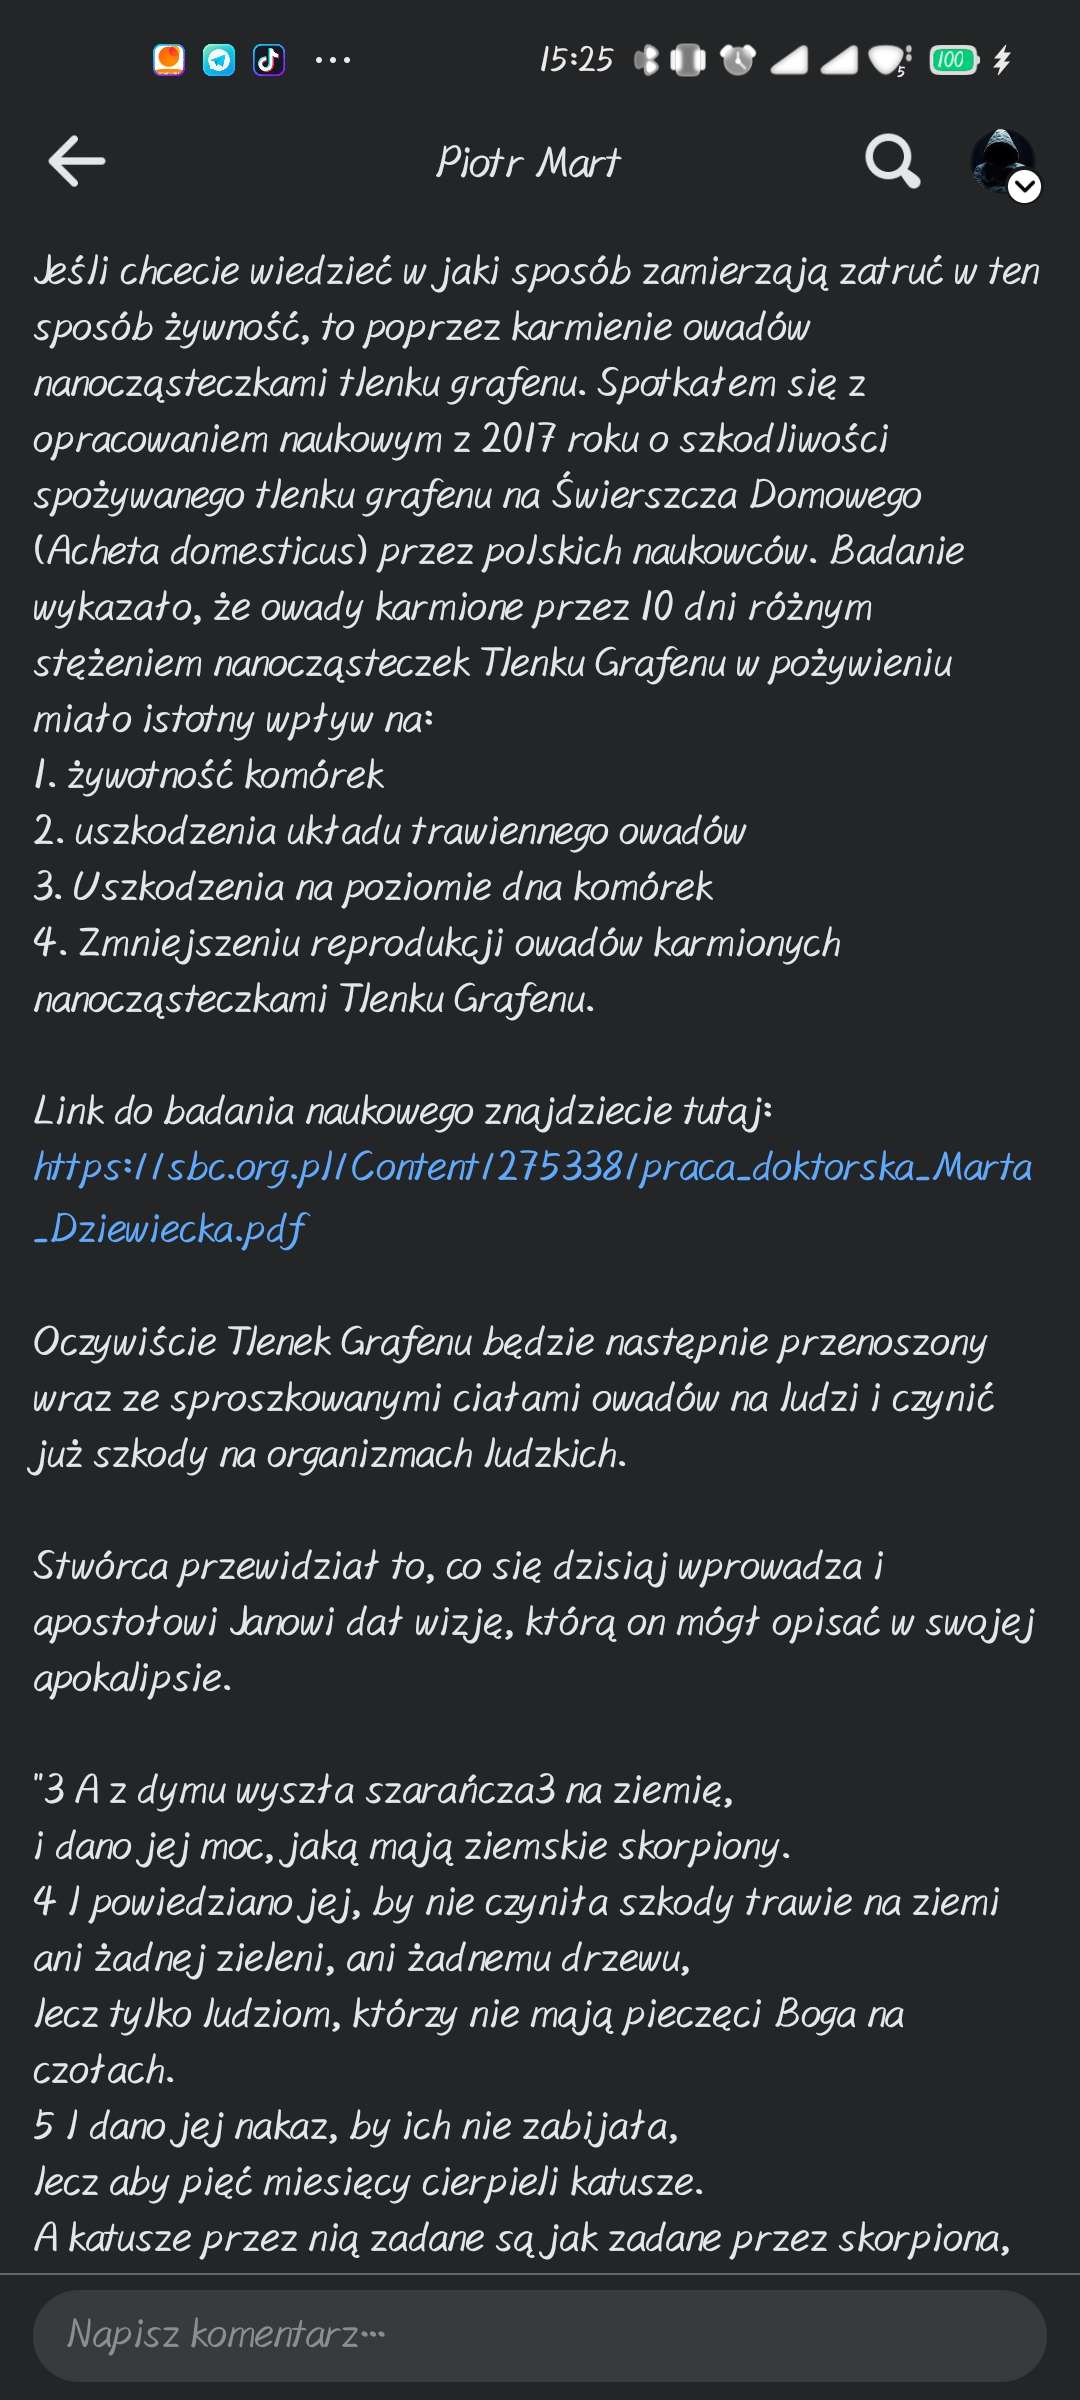 15:25
5
100
Piotr Mart
Jeśli chcecie wiedzieć w jaki sposób zamierzają zatruć w ten
sposób żywność, to poprzez karmienie owadów
nanocząsteczkami tlenku grafenu. Spotkałem się z
opracowaniem naukowym z 2017 roku o szkodliwości
spożywanego tlenku grafenu na Świerszcza Domowego
(Acheta domesticus) przez polskich naukowców. Badanie
wykazało, że owady karmione przez 10 dni różnym
stężeniem nanocząsteczek Tlenku Grafenu w pożywieniu
miało istotny wpływ na:
1. żywotność komórek
2. uszkodzenia układu trawiennego owadów
3. Uszkodzenia na poziomie dna komórek
4. Zmniejszeniu reprodukcji owadów karmionych
nanocząsteczkami Tlenku Grafenu.
Link do badania naukowego znajdziecie tutaj:
https://sbc.org.pl/Content/275338/praca_doktorska_Marta
_Dziewiecka.pdf
Oczywiście Tlenek Grafenu będzie następnie przenoszony
wraz ze sproszkowanymi ciałami owadów na ludzi i czynić
już szkody na organizmach ludzkich.
Stwórca przewidział to, co się dzisiaj wprowadza i
apostołowi Janowi dał wizję, którą on mógł opisać w swojej
apokalipsie.
"3 A z dymu wyszła szarańcza3 na ziemię,
i dano jej moc, jaką mają ziemskie skorpiony.
4 I powiedziano jej, by nie czyniła szkody trawie na ziemi
ani żadnej zieleni, ani żadnemu drzewu,
lecz tylko ludziom, którzy nie mają pieczęci Boga na
czołach.
5 I dano jej nakaz, by ich nie zabijała,
lecz aby pięć miesięcy cierpieli katusze.
A katusze przez nią zadane są jak zadane przez skorpiona,
Napisz komentarz...